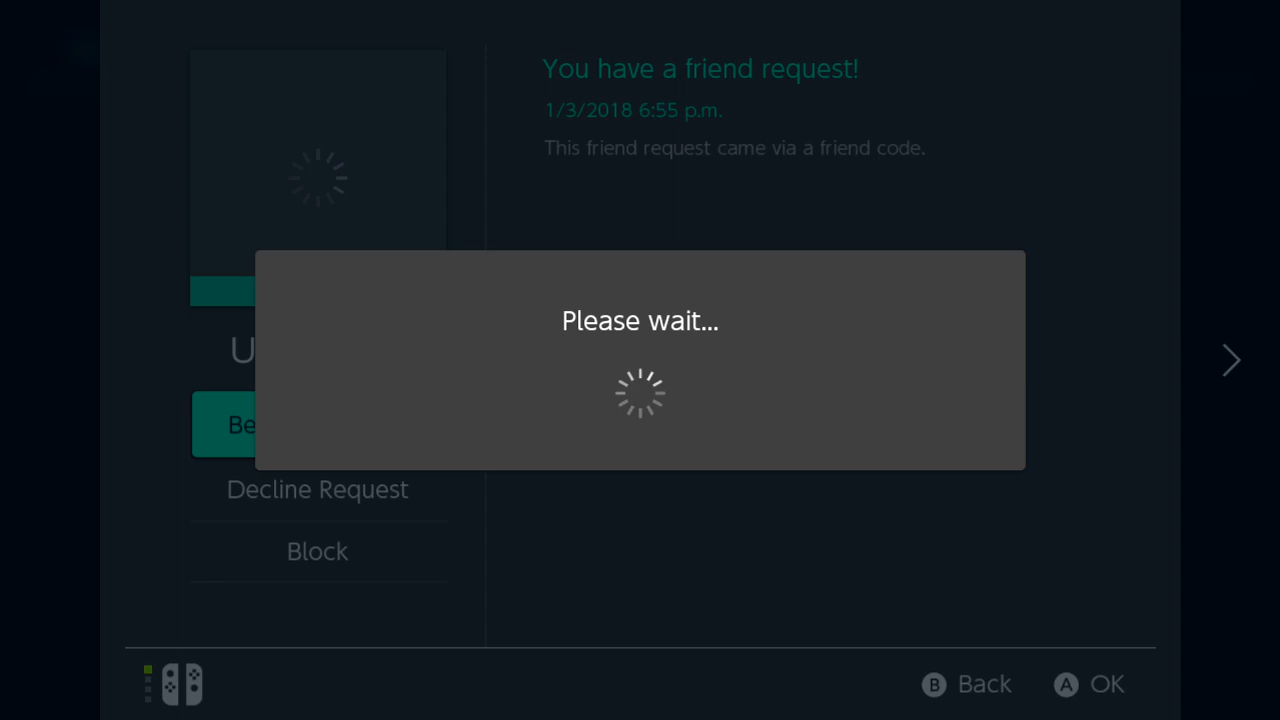 You have a friend request!
1/3/2018 6:55 p.m.
This friend request came via a friend code.
Please wait...
U
Be
Decline Request
Block
B Back
A OK